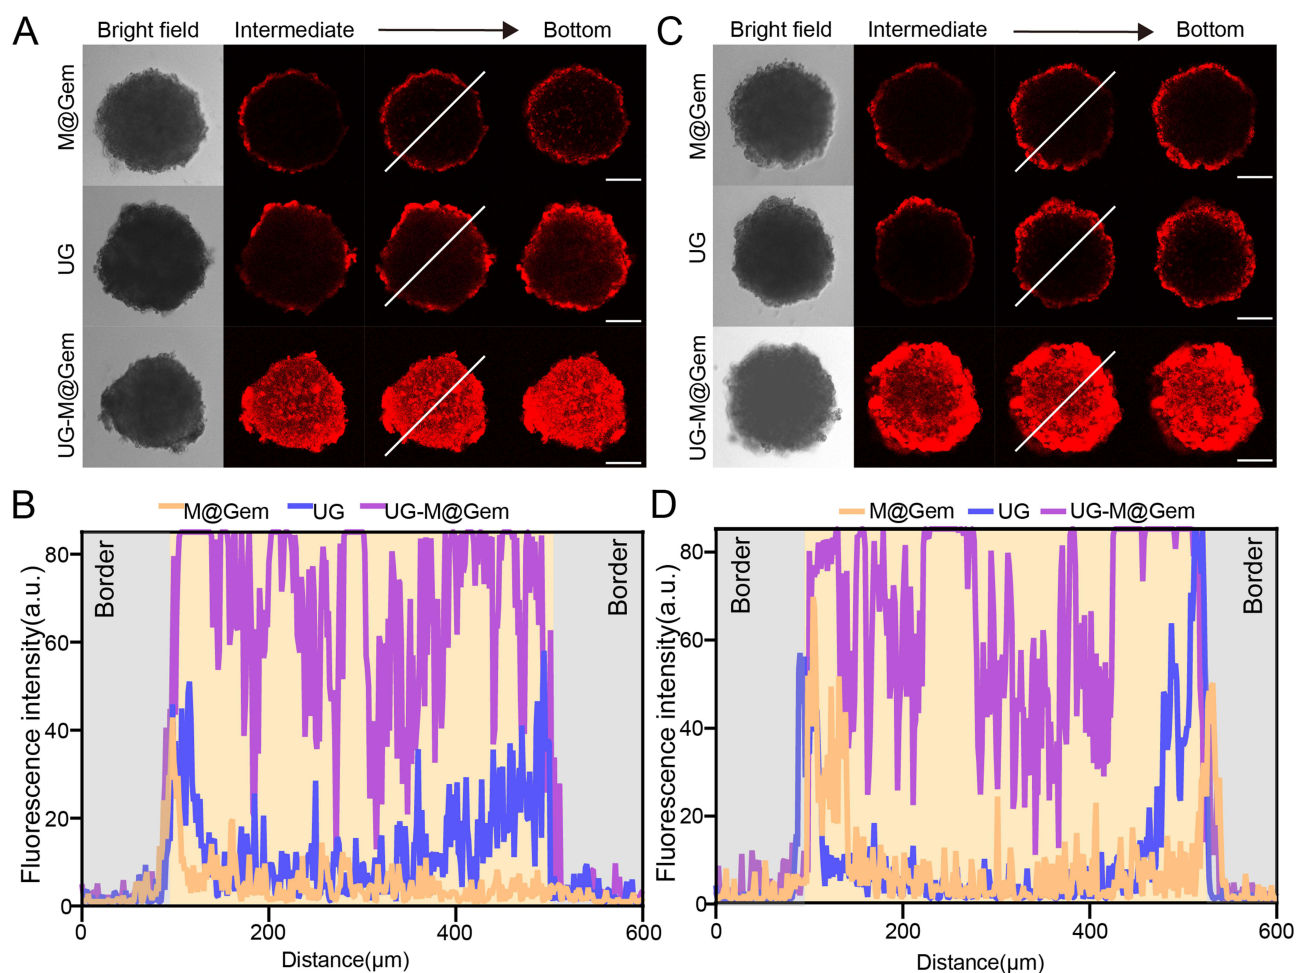 A
Bright field Intermediate Bottom
M@Gem
UG
UG-M@Gem
C
Bright field Intermediate Bottom
M@Gem
UG
UG-M@Gem
B
M@Gem UG UG-M@Gem
Border
Border
Fluorescence intensity(a.u.)
80
60
40
20
0
0 200 400 600
Distance(μm)
D
M@Gem UG UG-M@Gem
Border
Border
Fluorescence intensity(a.u.)
80
60
40
20
0
0 200 400 600
Distance(μm)